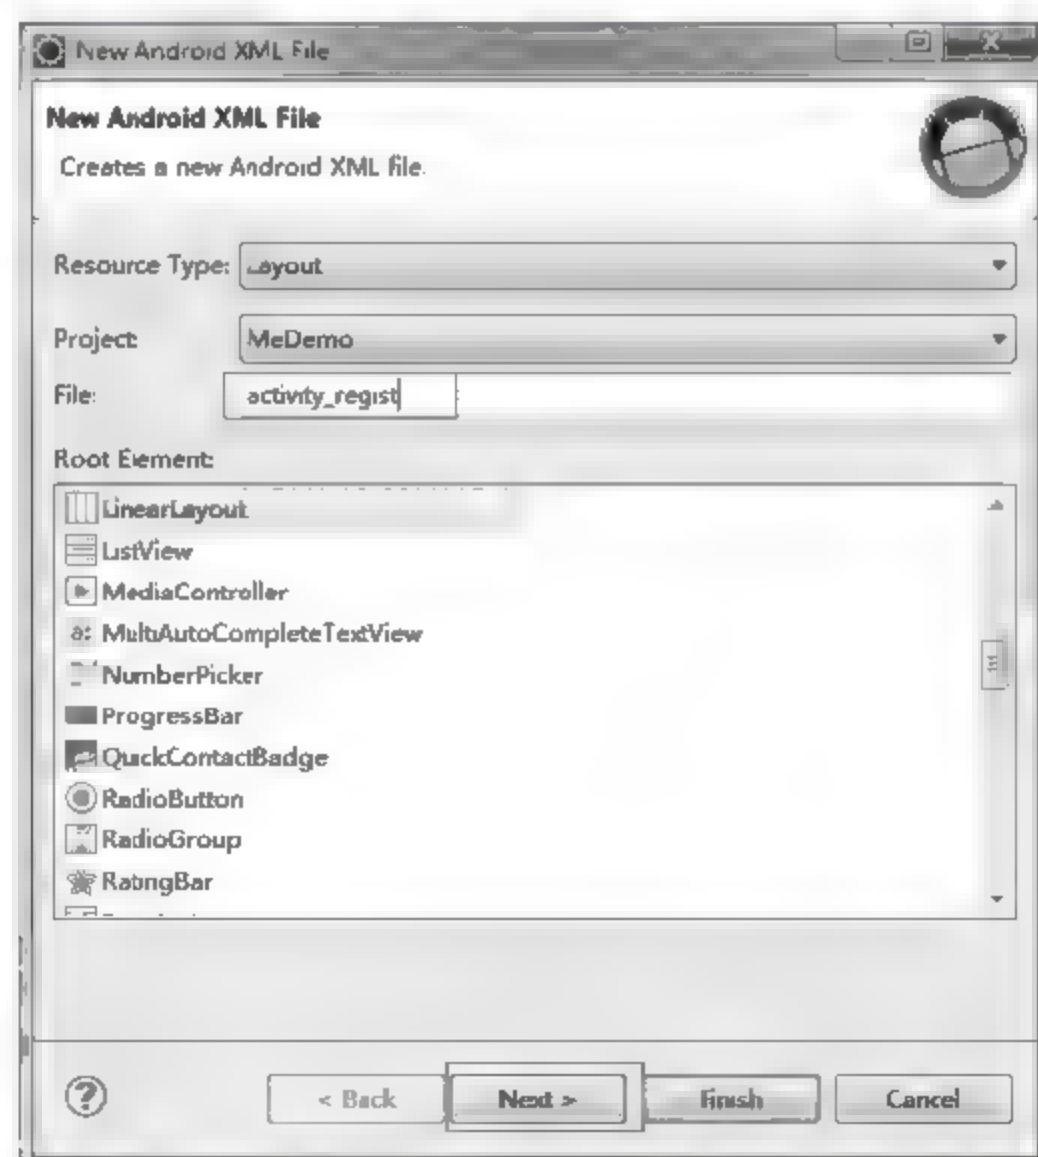 New Android XML File
New Android XML File
Creates a new Android XML file.
Resource Type: Layout
Project: MeDemo
File: activity_regist
Root Element:
LinearLayout
ListView
MediaController
a: MultiAutoCompleteTextView
NumberPicker
ProgressBar
QuickContactBadge
RadioButton
RadioGroup
RatingBar
? < Back Next > Finish Cancel